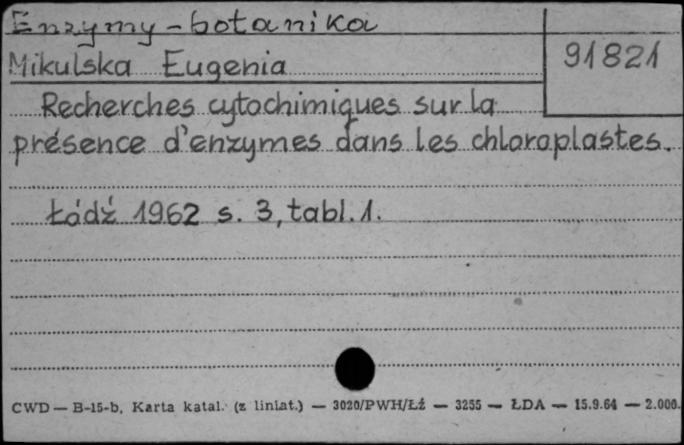 Enzymy - botanika
Mikulska Eugenia
91821
Recherches cytochimiques sur la
présence d'enzymes dans les chloroplastes.
Łódź 1962 s. 3, tabl. 1.
CWD — B-15-b, Karta katal. (z liniat.) — 3020/PWH/Łź — 3255 — ŁDA — 15.9.64 — 2.000.